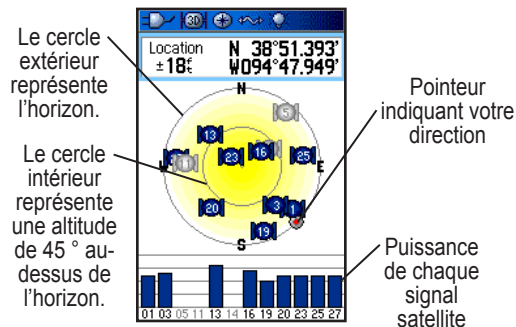 Le cercle
extérieur
représente
l'horizon.
Le cercle
intérieur
représente
une altitude
de 45 ° au-
dessus de
l'horizon.
3D
Location N 38°51.393'
±18ft W094°47.949'
N
5
13
16
23
25
11
W
E
20
3
1
19
S
01 03 05 11 13 14 16 19 20 23 25 27
Pointeur
indiquant votre
direction
Puissance
de chaque
signal
satellite